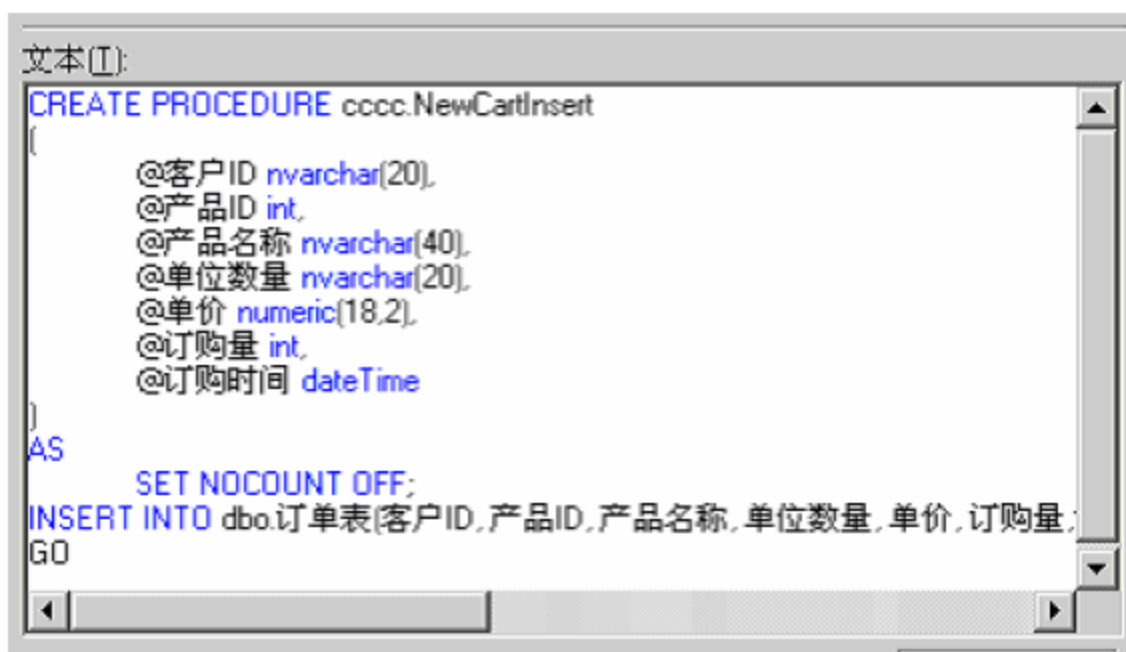 文本(T):
CREATE PROCEDURE cccc.NewCartInsert
(
@客户ID nvarchar(20),
@产品ID int,
@产品名称 nvarchar(40),
@单位数量 nvarchar(20),
@单价 numeric(18,2),
@订购量 int,
@订购时间 dateTime
)
AS
SET NOCOUNT OFF;
INSERT INTO dbo.订单表(客户ID,产品ID,产品名称,单位数量,单价,订购量,
GO